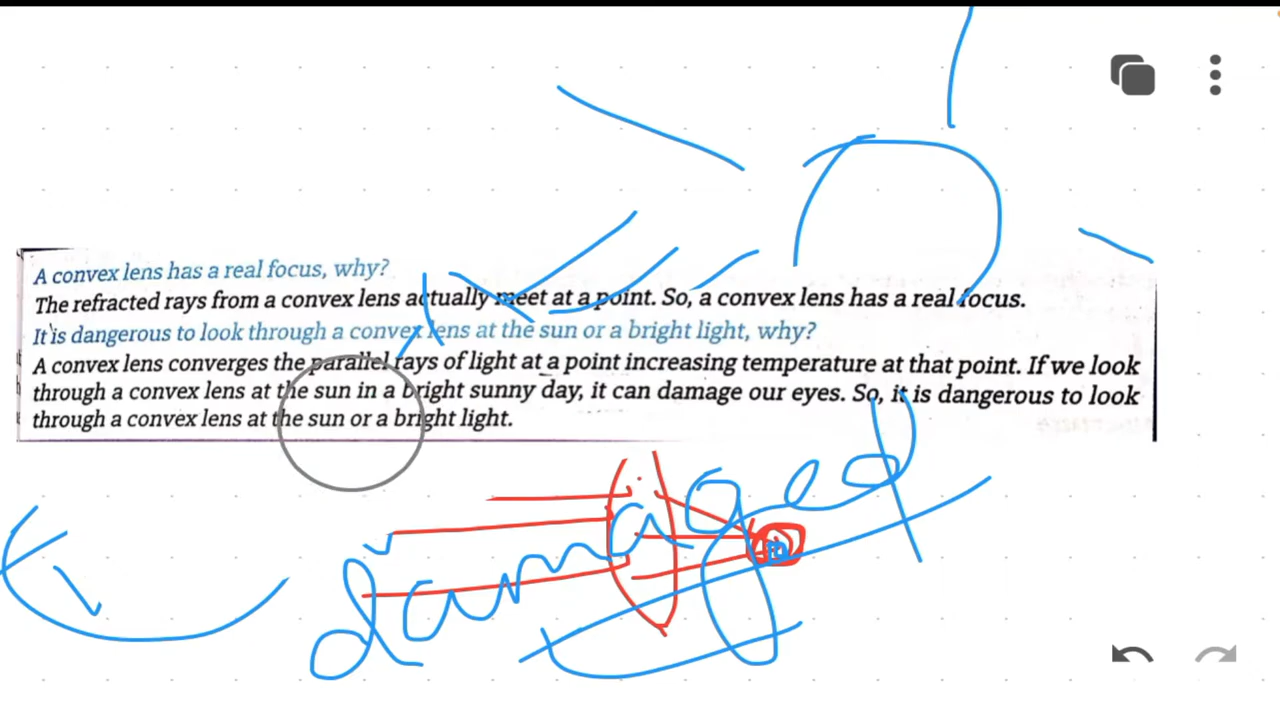 A convex lens has a real focus, why?
The refracted rays from a convex lens actually meet at a point. So, a convex lens has a real focus.
It is dangerous to look through a convex lens at the sun or a bright light, why?
A convex lens converges the parallel rays of light at a point increasing temperature at that point. If we look
through a convex lens at the sun in a bright sunny day, it can damage our eyes. So, it is dangerous to look
through a convex lens at the sun or a bright light.
damaged